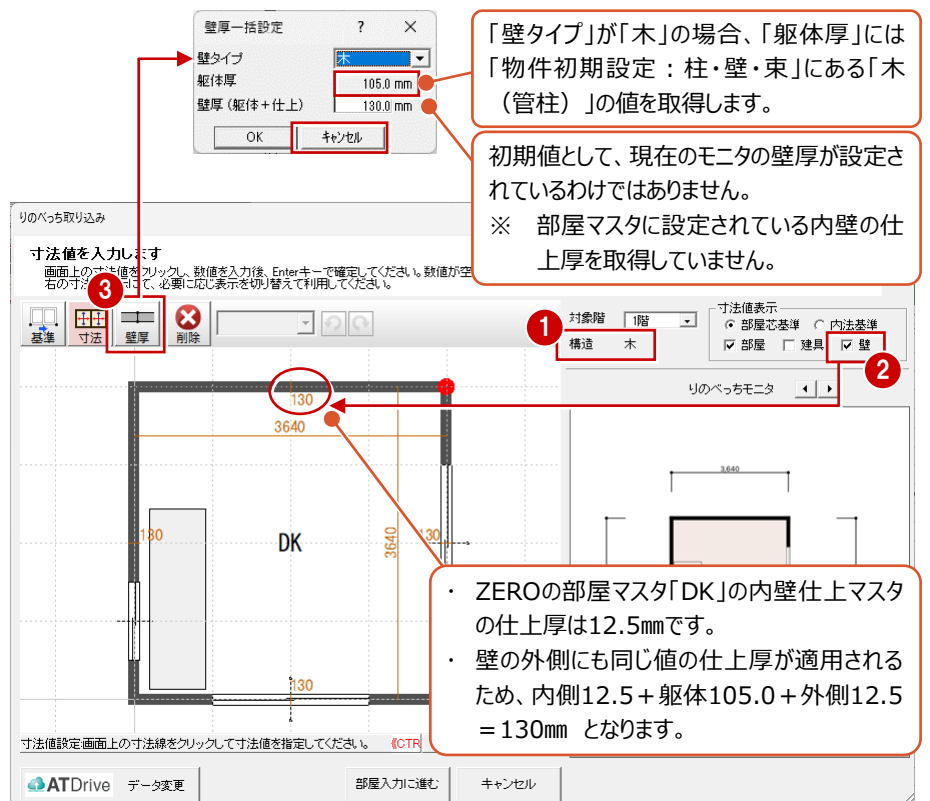 壁厚一括設定 ? ×
壁タイプ 木
躯体厚 105.0 mm
壁厚(躯体+仕上) 130.0 mm
OK キャンセル
「壁タイプ」が「木」の場合、「躯体厚」には
「物件初期設定:柱・壁・束」にある「木
(管柱)」の値を取得します。
初期値として、現在のモニタの壁厚が設定さ
れているわけではありません。
※ 部屋マスタに設定されている内壁の仕
上厚を取得していません。
りのべっち取り込み
寸法値を入力します
画面上の寸法値をクリックし、数値を入力後、Enterキーで確定してください。数値が空
右の寸法
にて、必要に応じ表示を切り替えて利用してください。
3
基準 寸法 壁厚 削除
1
対象階 1階
構造 木
寸法値表示
部屋芯基準 内法基準
部屋 建具 壁
2
りのべっちモニタ
130
3640
130
DK
3640
130
130
3,640
・ ZEROの部屋マスタ「DK」の内壁仕上マスタ
の仕上厚は12.5㎜です。
・ 壁の外側にも同じ値の仕上厚が適用される
ため、内側12.5+躯体105.0+外側12.5
=130㎜ となります。
寸法値設定:画面上の寸法線をクリックして寸法値を指定してください。 《CTR
ATDrive データ変更 部屋入力に進む キャンセル